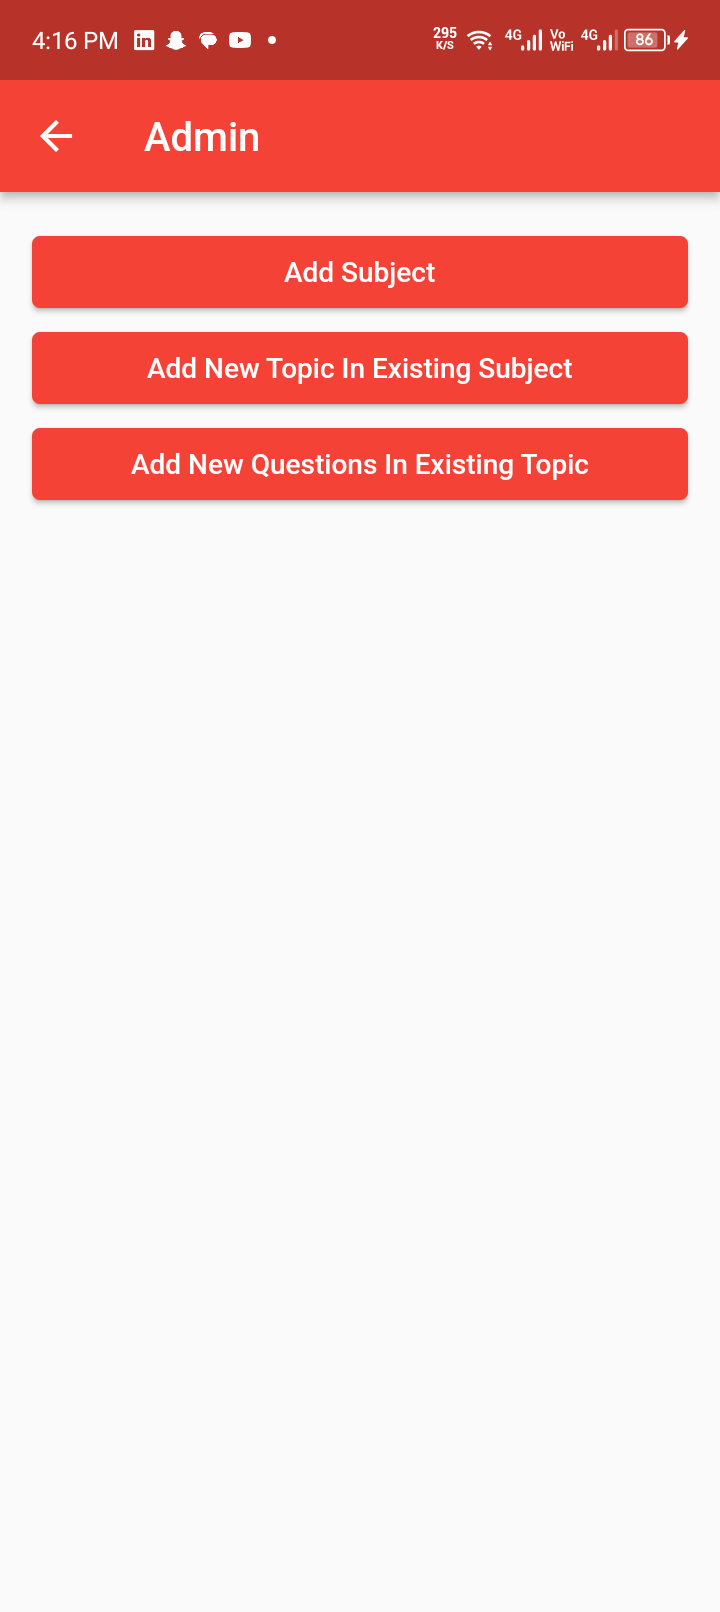 4:16 PM 295 K/S 4G Vo WiFi 4G 86
Admin
Add Subject
Add New Topic In Existing Subject
Add New Questions In Existing Topic